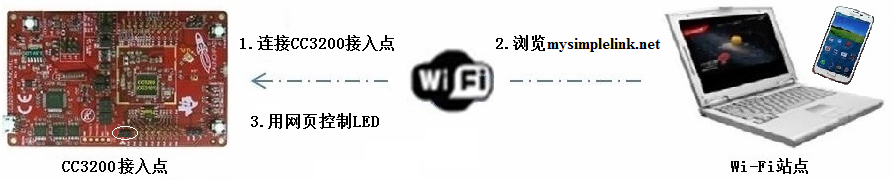 1.连接CC3200接入点
2.浏览mysimplelink.net
WiFi
3.用网页控制LED
CC3200接入点
Wi-Fi站点